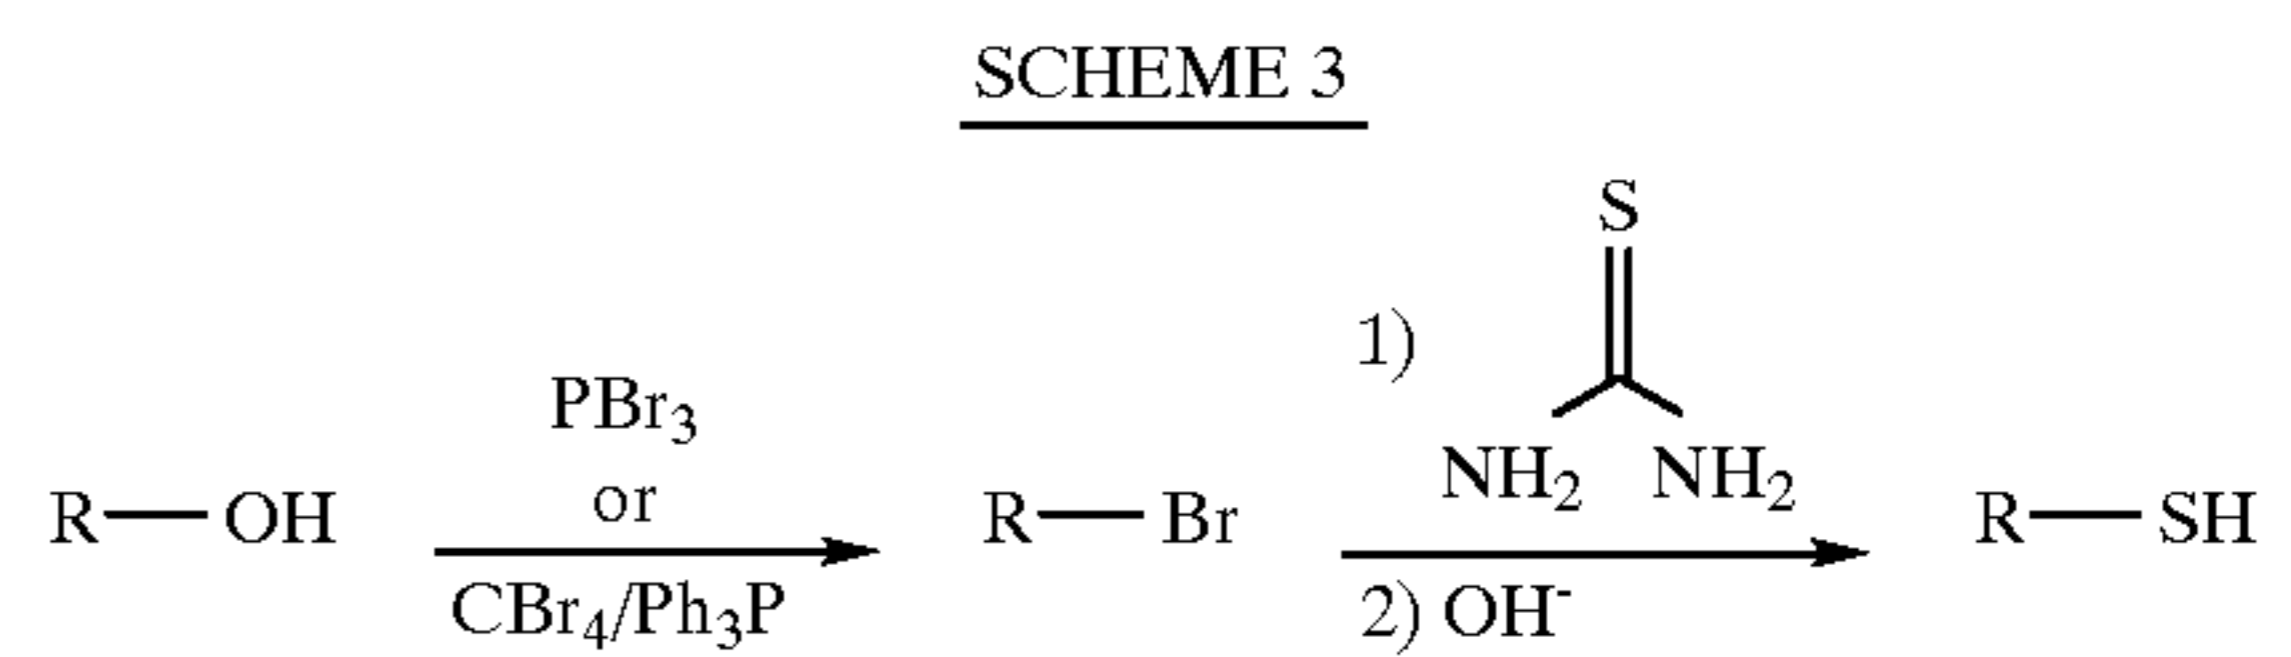 SCHEME 3
R—OH
PBr₃
or
CBr₄/Ph₃P
R—Br
1)
S
NH₂ NH₂
2) OH⁻
R—SH